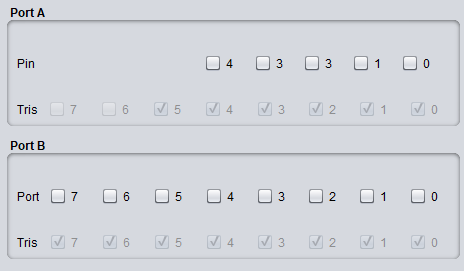 Port A
Pin 4 3 3 1 0
Tris 7 6 5 4 3 2 1 0
Port B
Port 7 6 5 4 3 2 1 0
Tris 7 6 5 4 3 2 1 0